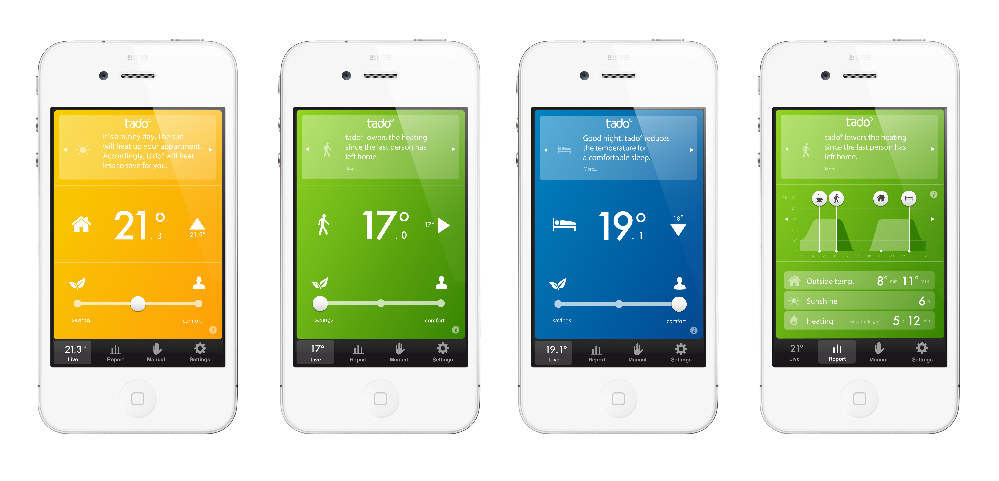 tado°
It`s a sunny day. The sun
will heat up your appartment.
Accordingly, tado° will heat
less to save for you.
21.3°
21.5°
savings
comfort
i
21.3°
Live
Report
Manual
Settings
tado°
tado° lowers the heating
since the last person has
left home.
More...
17.0°
17°
savings
comfort
i
17°
Live
Report
Manual
Settings
tado°
Good night! tado° reduces
the temperature for
a comfortable sleep.
More...
19.1°
18°
savings
comfort
i
19.1°
Live
Report
Manual
Settings
tado°
tado° lowers the heating
since the last person has
left home.
More...
05.11.12
i
22°
21°
20°
19°
18°
4 6 8 10 12 14 16 18 20 22 0 2
Outside temp. 8° min 11° max
Sunshine 6 h
Heating since midnight 5 h 12 min
21°
Live
Report
Manual
Settings